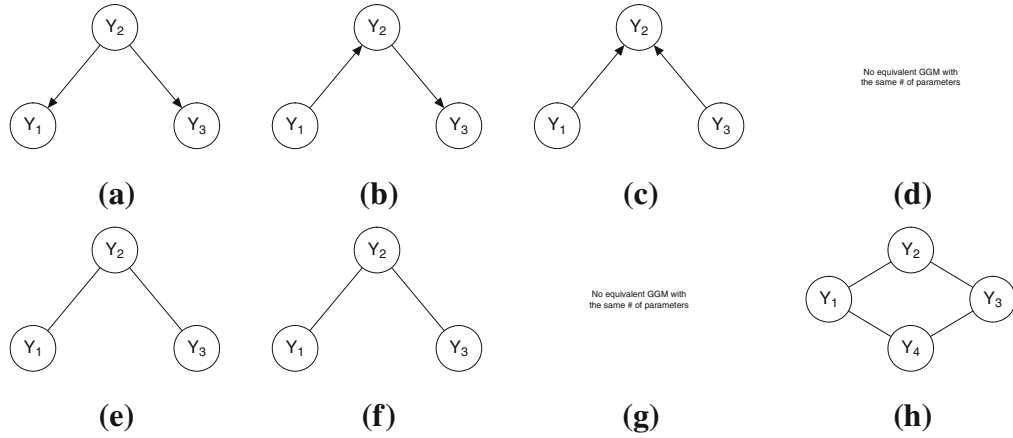 Y2
Y2
Y2
No equivalent GGM with
the same # of parameters
Y1
Y3
Y1
Y3
Y1
Y3
(a)
(b)
(c)
(d)
Y2
Y2
No equivalent GGM with
the same # of parameters
Y2
Y1
Y3
Y1
Y3
Y1
Y3
Y4
(e)
(f)
(g)
(h)